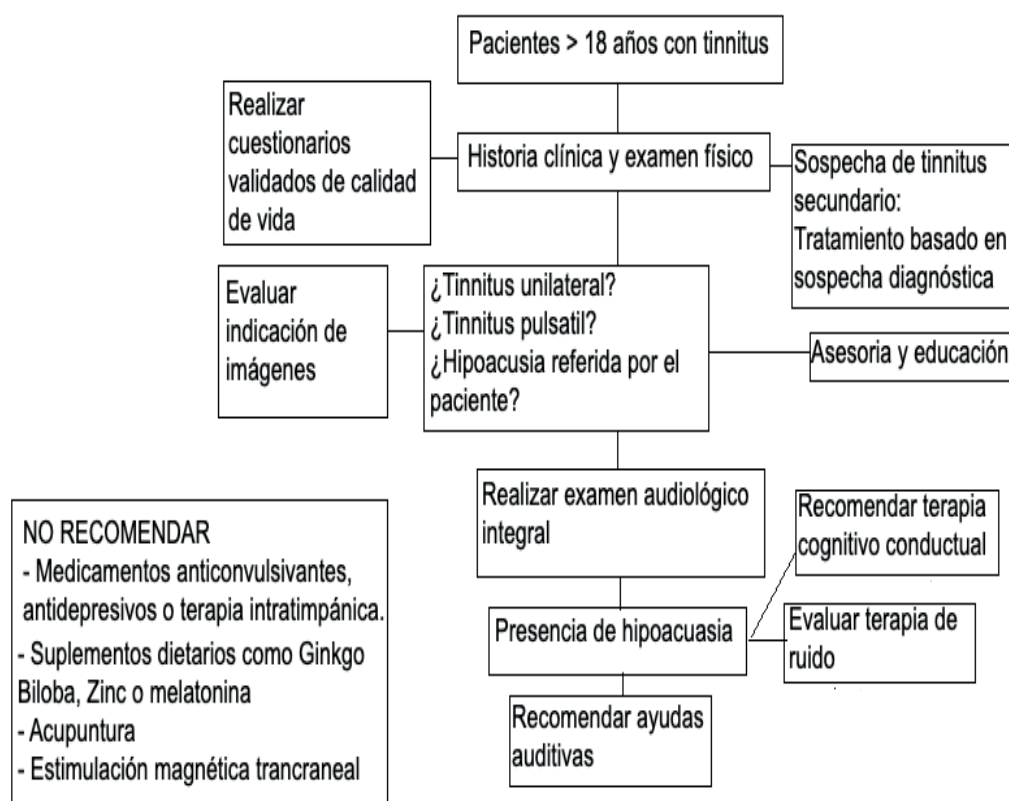 Pacientes > 18 años con tinnitus
Realizar
cuestionarios
validados de calidad
de vida
Historia clínica y examen físico
Sospecha de tinnitus
secundario:
Tratamiento basado en
sospecha diagnóstica
Evaluar
indicación de
imágenes
¿Tinnitus unilateral?
¿Tinnitus pulsatil?
¿Hipoacusia referida por el
paciente?
Asesoria y educación
Realizar examen audiológico
integral
Recomendar terapia
cognitivo conductual
Presencia de hipoacuasia
Evaluar terapia de
ruido
Recomendar ayudas
auditivas
NO RECOMENDAR
- Medicamentos anticonvulsivantes,
antidepresivos o terapia intratimpánica.
- Suplementos dietarios como Ginkgo
Biloba, Zinc o melatonina
- Acupuntura
- Estimulación magnética trancraneal